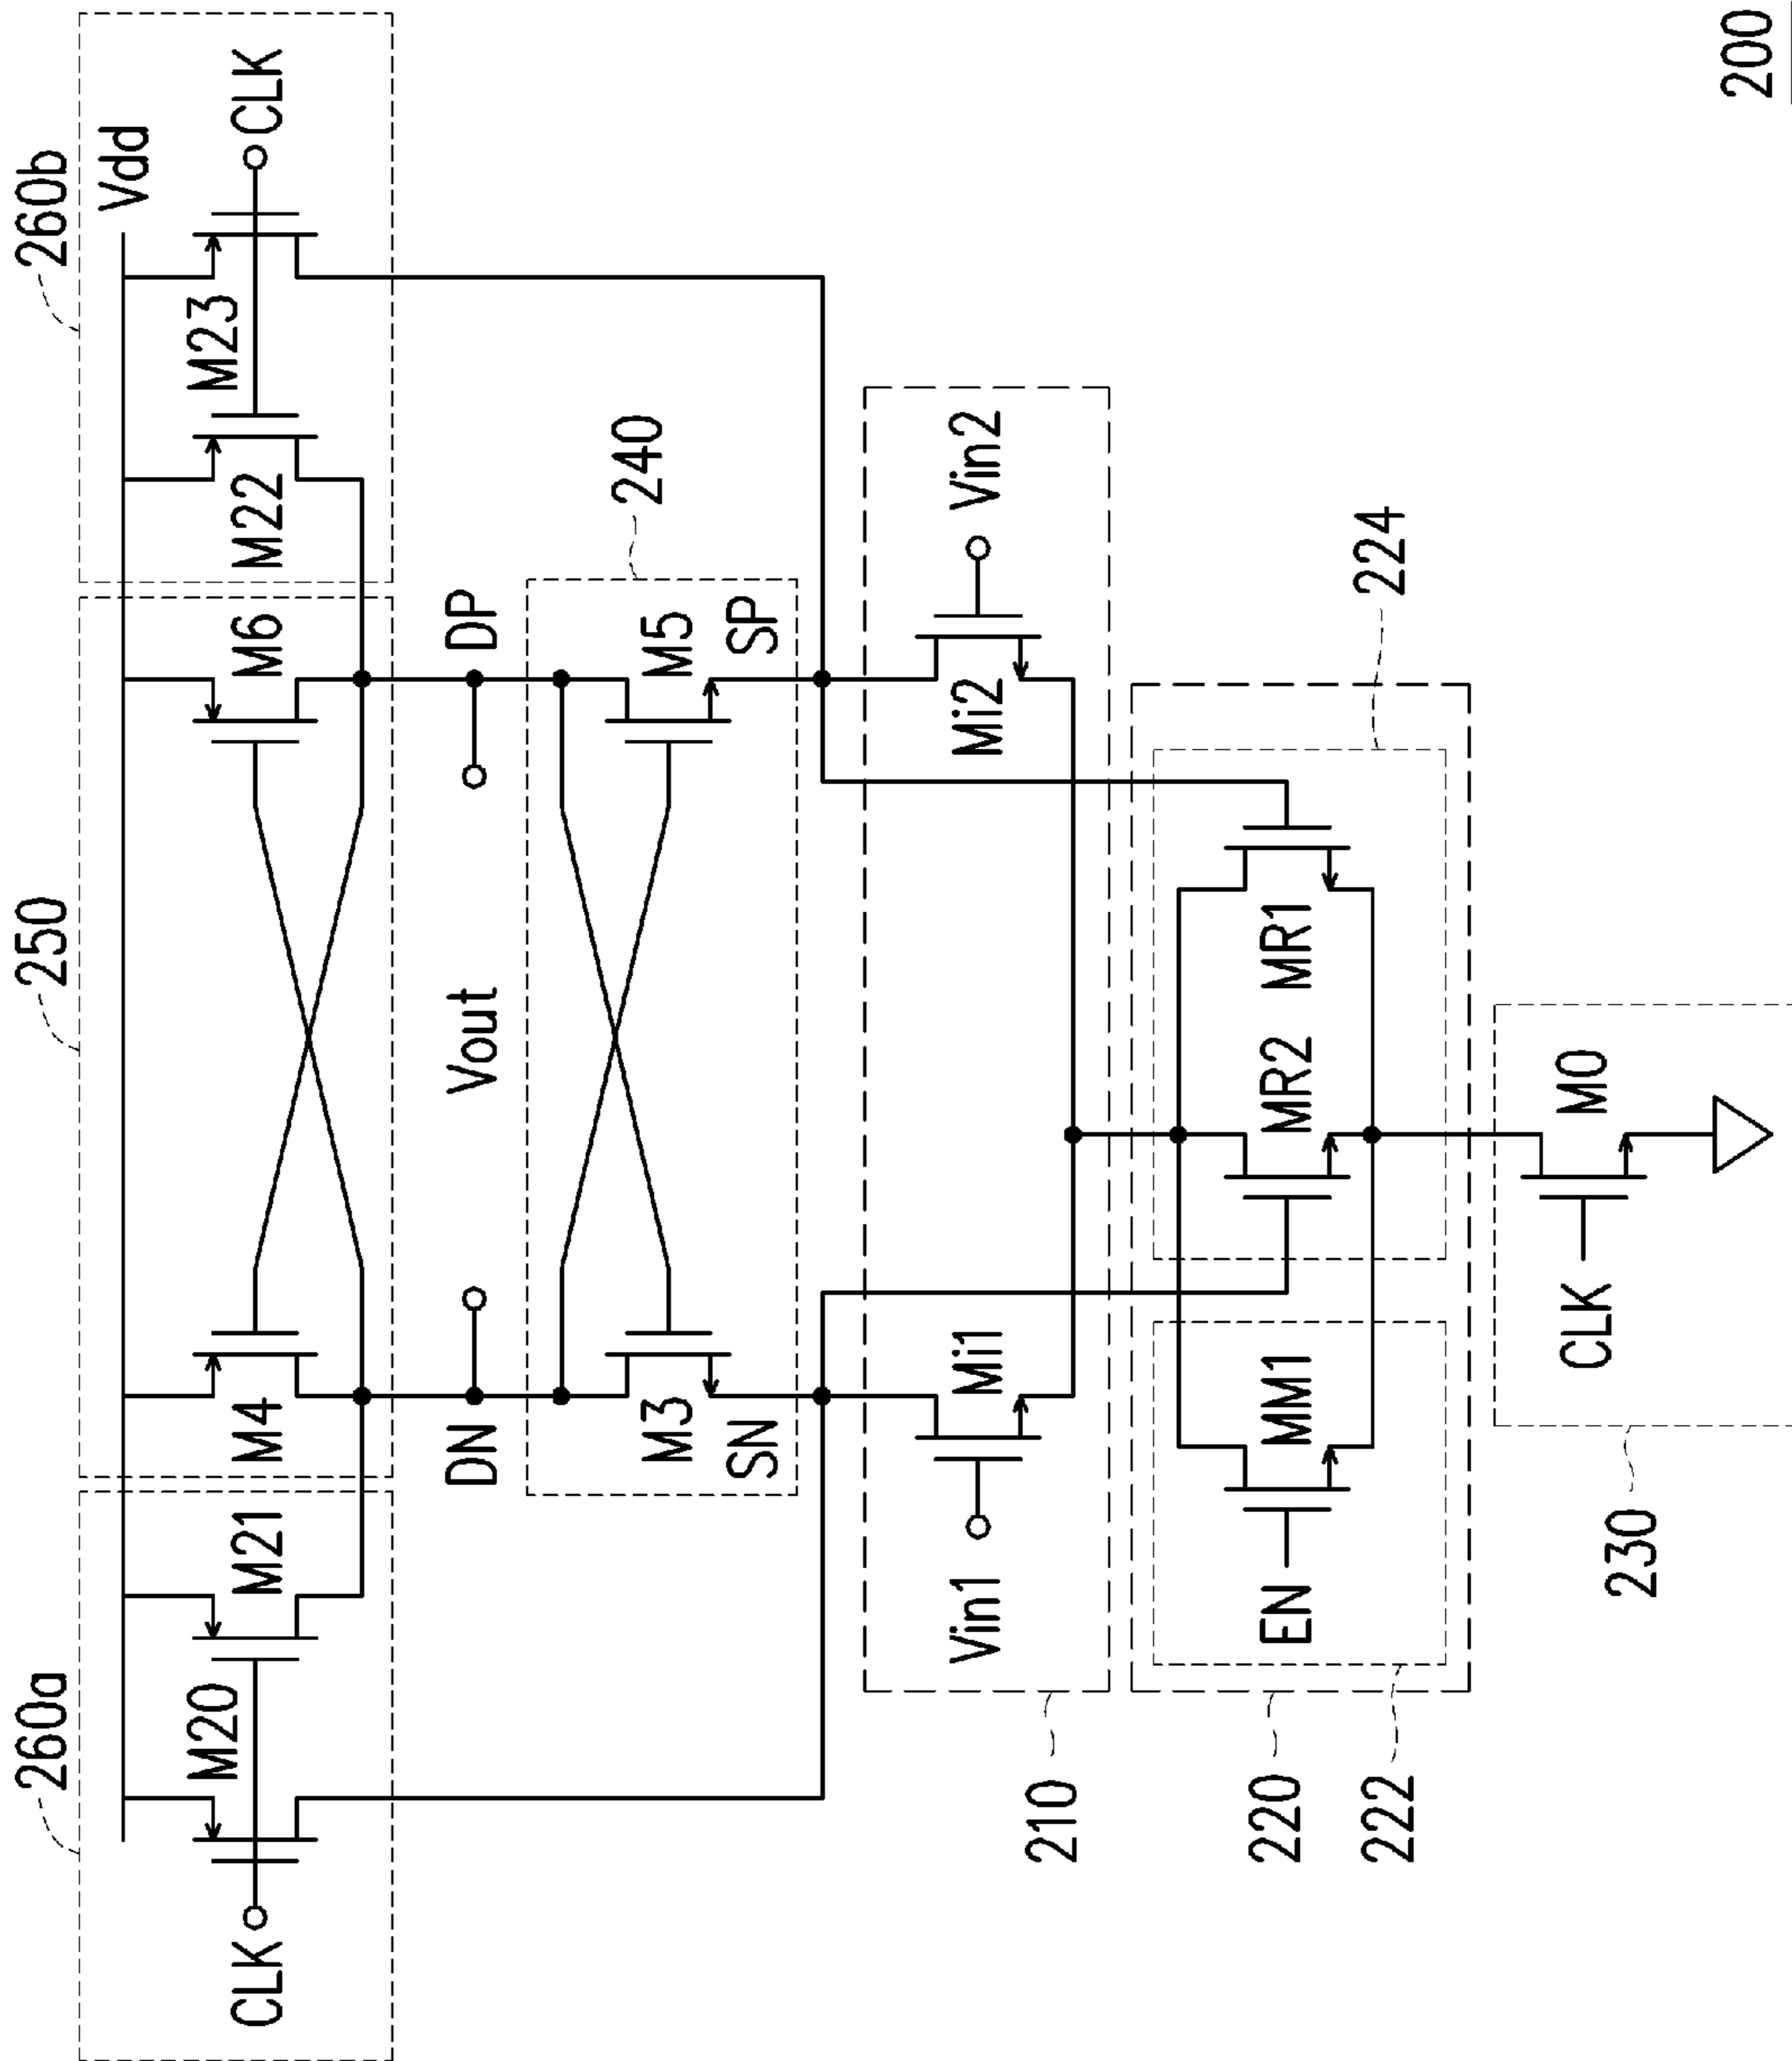 260a
250
260b
Vdd
CLK
M20
M21
M4
M6
M22
M23
CLK
DN
Vout
DP
240
M3
M5
SN
SP
Vin1
Mi1
Mi2
Vin2
210
220
222
EN
MM1
MR2
MR1
224
CLK
M0
230
200